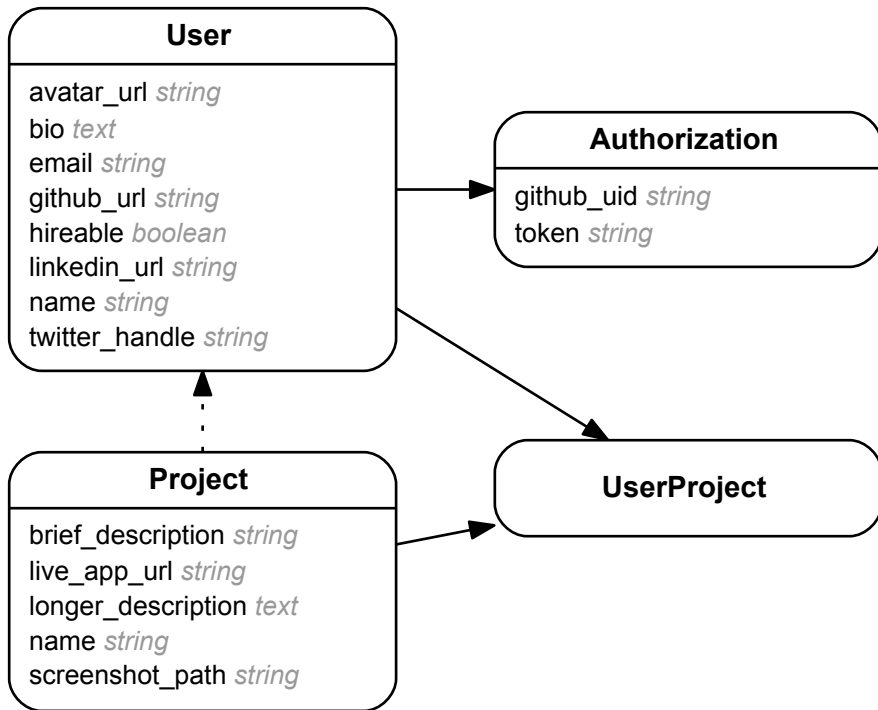 User
avatar_url string
bio text
email string
github_url string
hireable boolean
linkedin_url string
name string
twitter_handle string
Authorization
github_uid string
token string
Project
brief_description string
live_app_url string
longer_description text
name string
screenshot_path string
UserProject